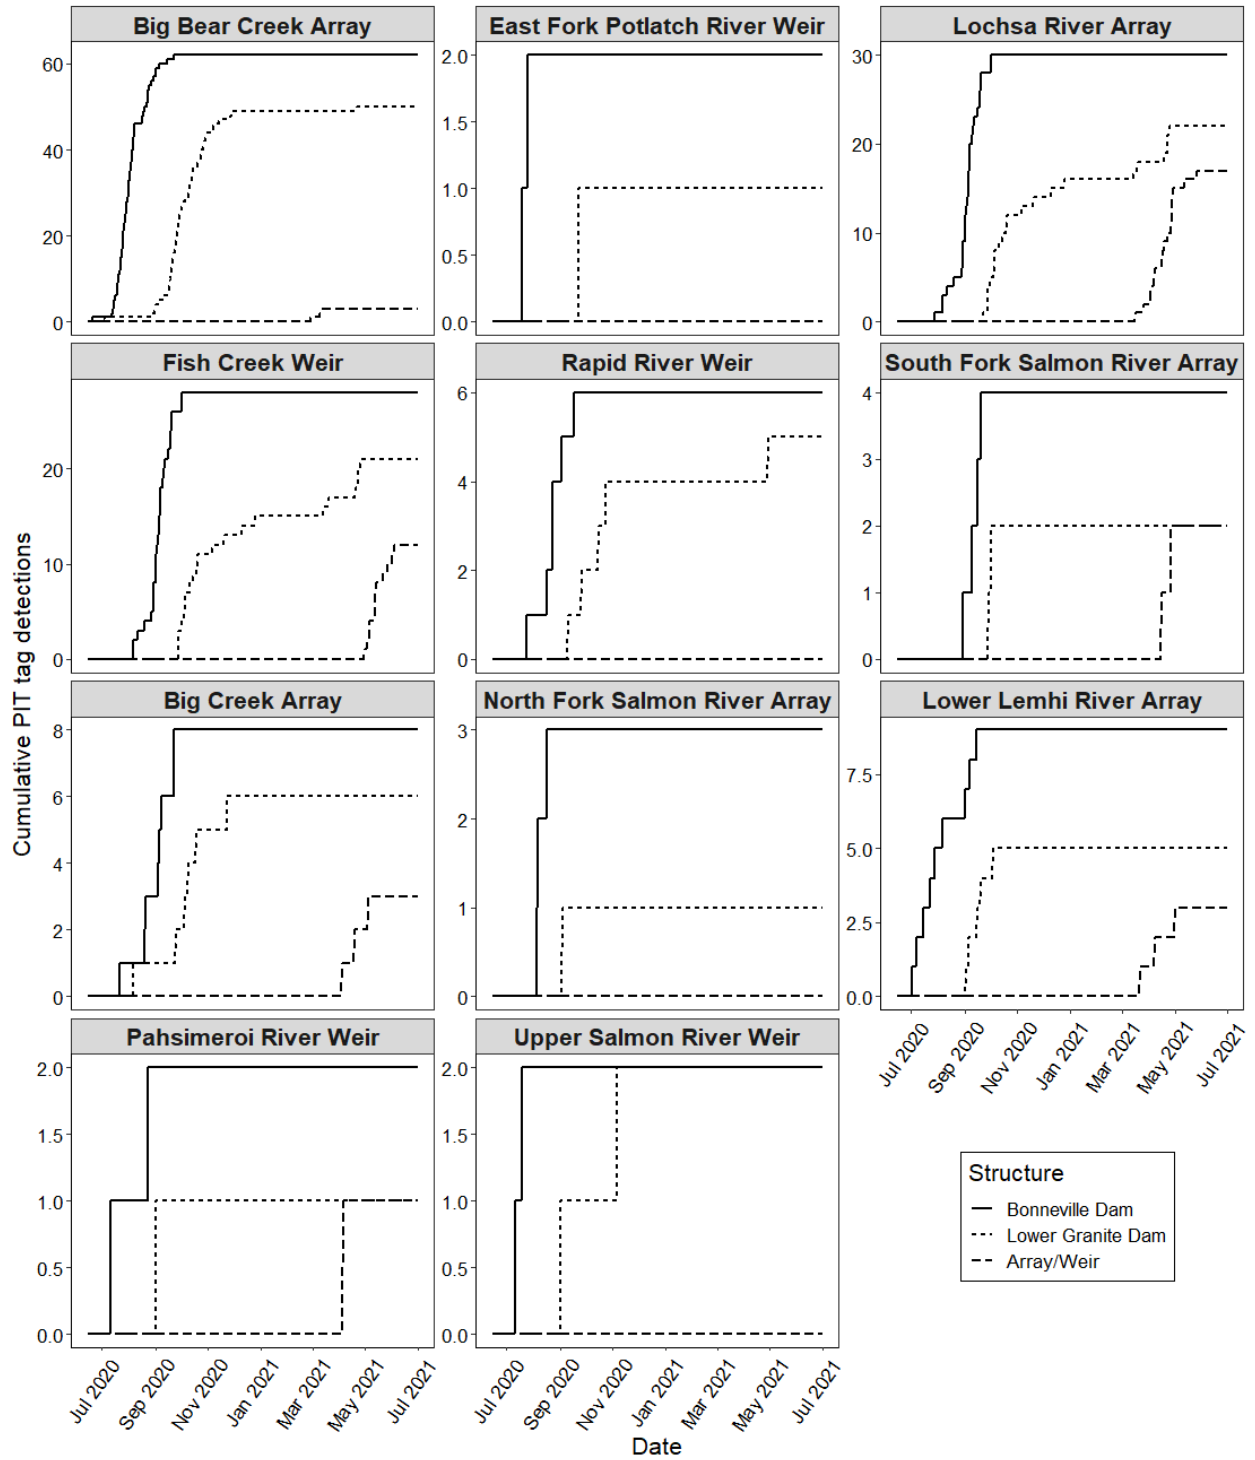 Big Bear Creek Array
East Fork Potlatch River Weir
Lochsa River Array
60
40
20
0
2.0
1.5
1.0
0.5
0.0
30
20
10
0
Fish Creek Weir
Rapid River Weir
South Fork Salmon River Array
20
10
0
6
4
2
0
4
3
2
1
0
Cumulative PIT tag detections
Big Creek Array
North Fork Salmon River Array
Lower Lemhi River Array
8
6
4
2
0
3
2
1
0
7.5
5.0
2.5
0.0
Jul 2020
Sep 2020
Nov 2020
Jan 2021
Mar 2021
May 2021
Jul 2021
Pahsimeroi River Weir
Upper Salmon River Weir
2.0
1.5
1.0
0.5
0.0
2.0
1.5
1.0
0.5
0.0
Jul 2020
Sep 2020
Nov 2020
Jan 2021
Mar 2021
May 2021
Jul 2021
Jul 2020
Sep 2020
Nov 2020
Jan 2021
Mar 2021
May 2021
Jul 2021
Date
Structure
Bonneville Dam
Lower Granite Dam
Array/Weir